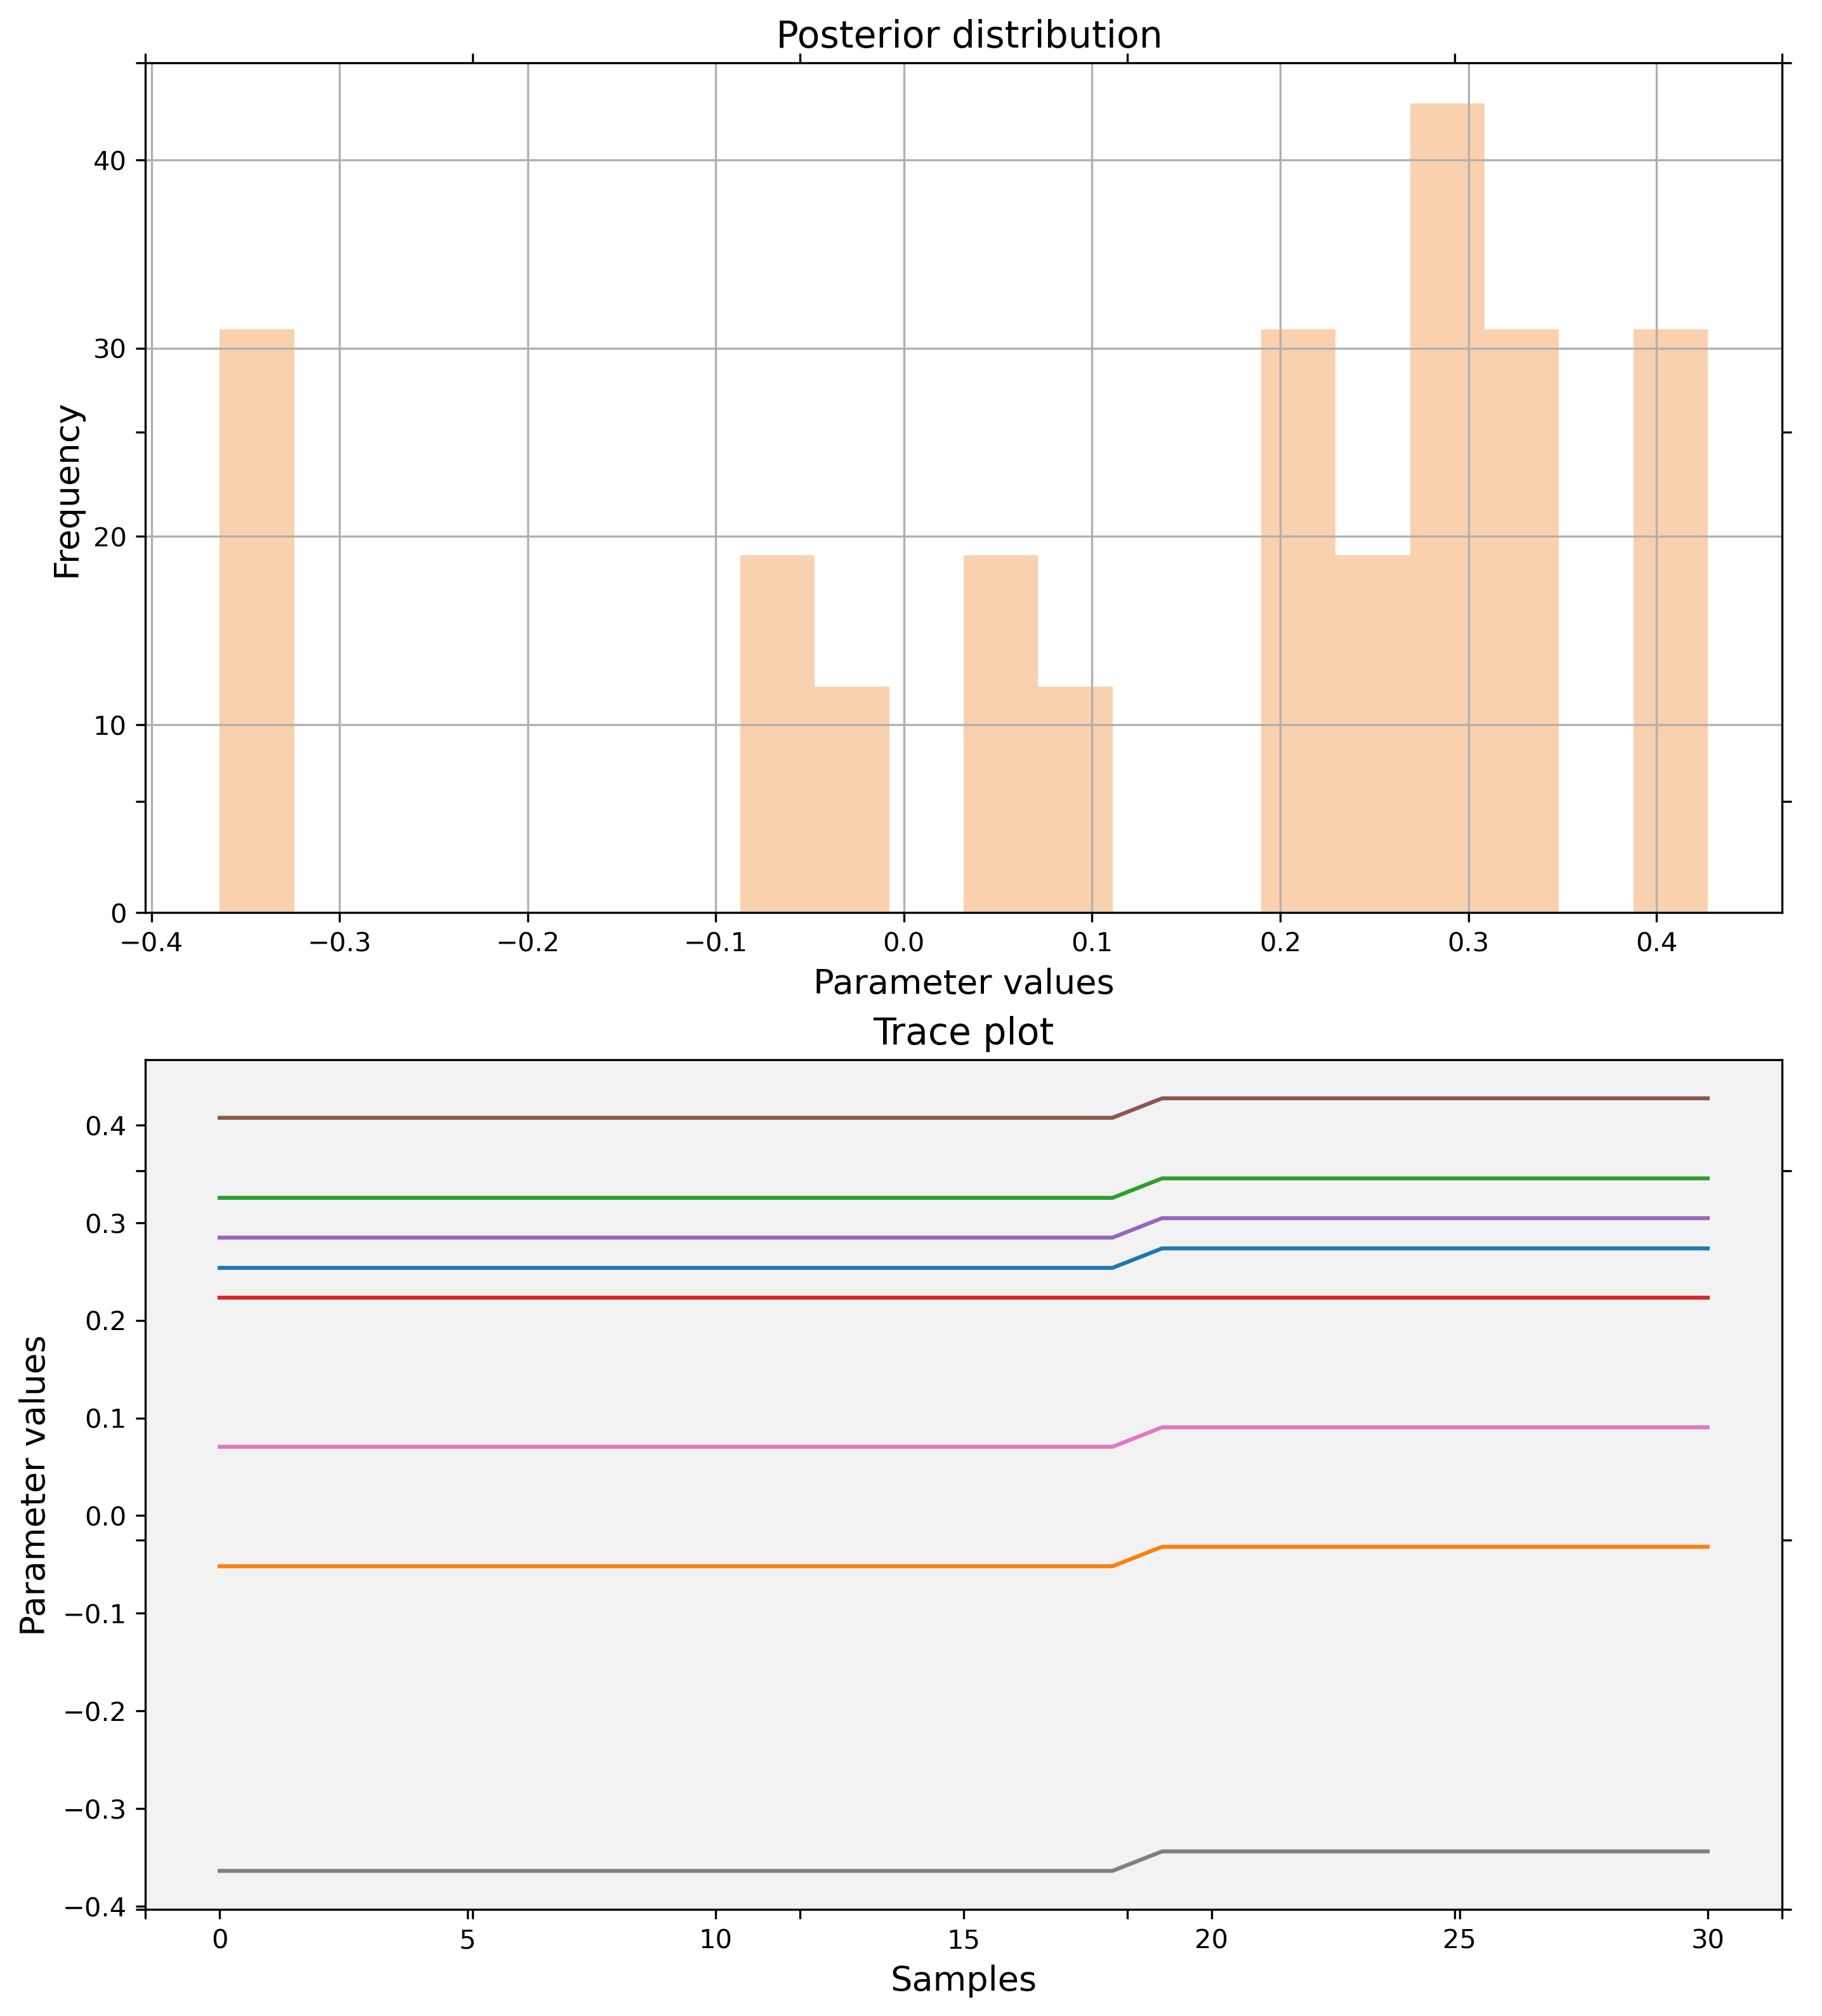 Posterior distribution
40
30
20
10
0
Frequency
−0.4 −0.3 −0.2 −0.1 0.0 0.1 0.2 0.3 0.4
Parameter values
Trace plot
0.4
0.3
0.2
0.1
0.0
−0.1
−0.2
−0.3
−0.4
Parameter values
0 5 10 15 20 25 30
Samples